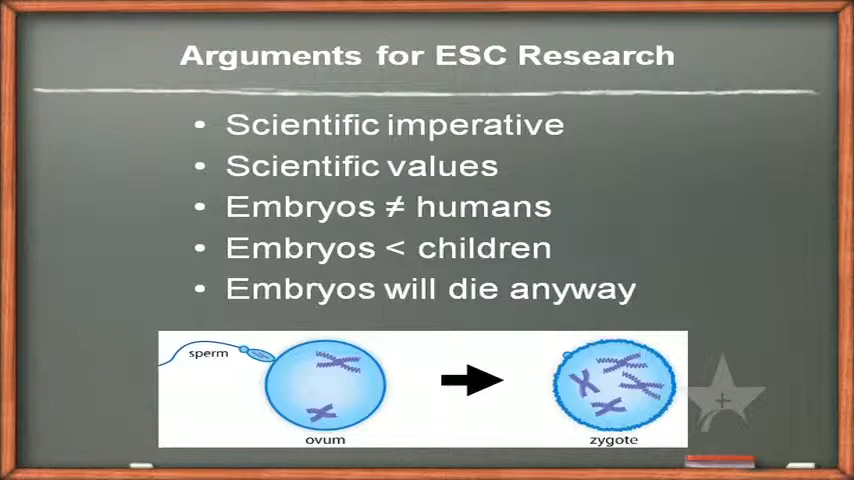 Arguments for ESC Research
• Scientific imperative
• Scientific values
• Embryos ≠ humans
• Embryos < children
• Embryos will die anyway
sperm
ovum
zygote